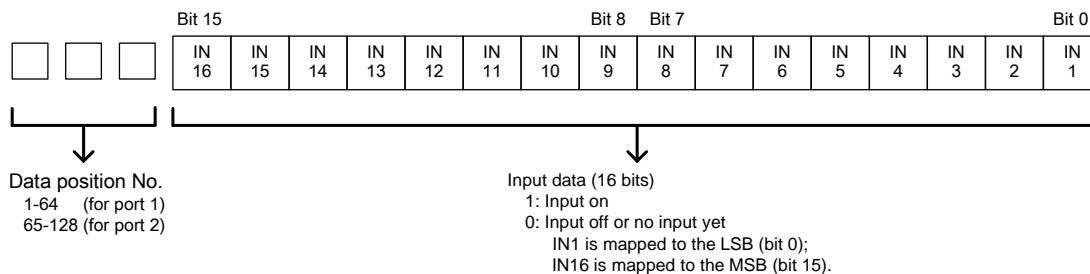 Bit 15 Bit 8 Bit 7 Bit 0
IN 16 IN 15 IN 14 IN 13 IN 12 IN 11 IN 10 IN 9 IN 8 IN 7 IN 6 IN 5 IN 4 IN 3 IN 2 IN 1
Data position No.
1-64 (for port 1)
65-128 (for port 2)
Input data (16 bits)
1: Input on
0: Input off or no input yet
IN1 is mapped to the LSB (bit 0);
IN16 is mapped to the MSB (bit 15).